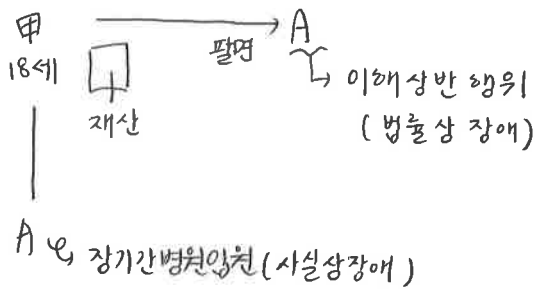 甲 A
18세 팔면
재산 이해상반 행위
(법률상 장애)
A 장기간병원입원(사실상장애)